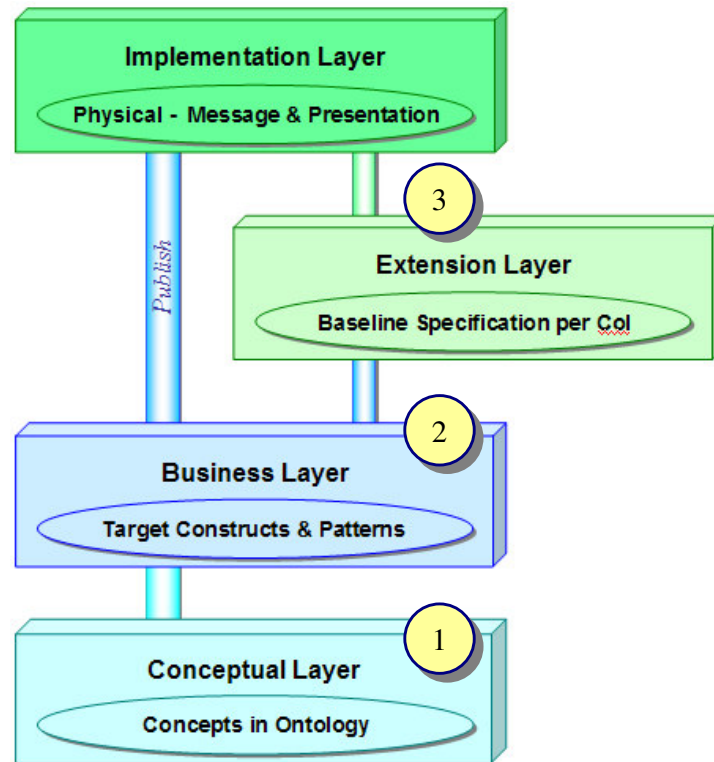 Implementation Layer
Physical - Message & Presentation
3
Publish
Extension Layer
Baseline Specification per CoI
2
Business Layer
Target Constructs & Patterns
1
Conceptual Layer
Concepts in Ontology